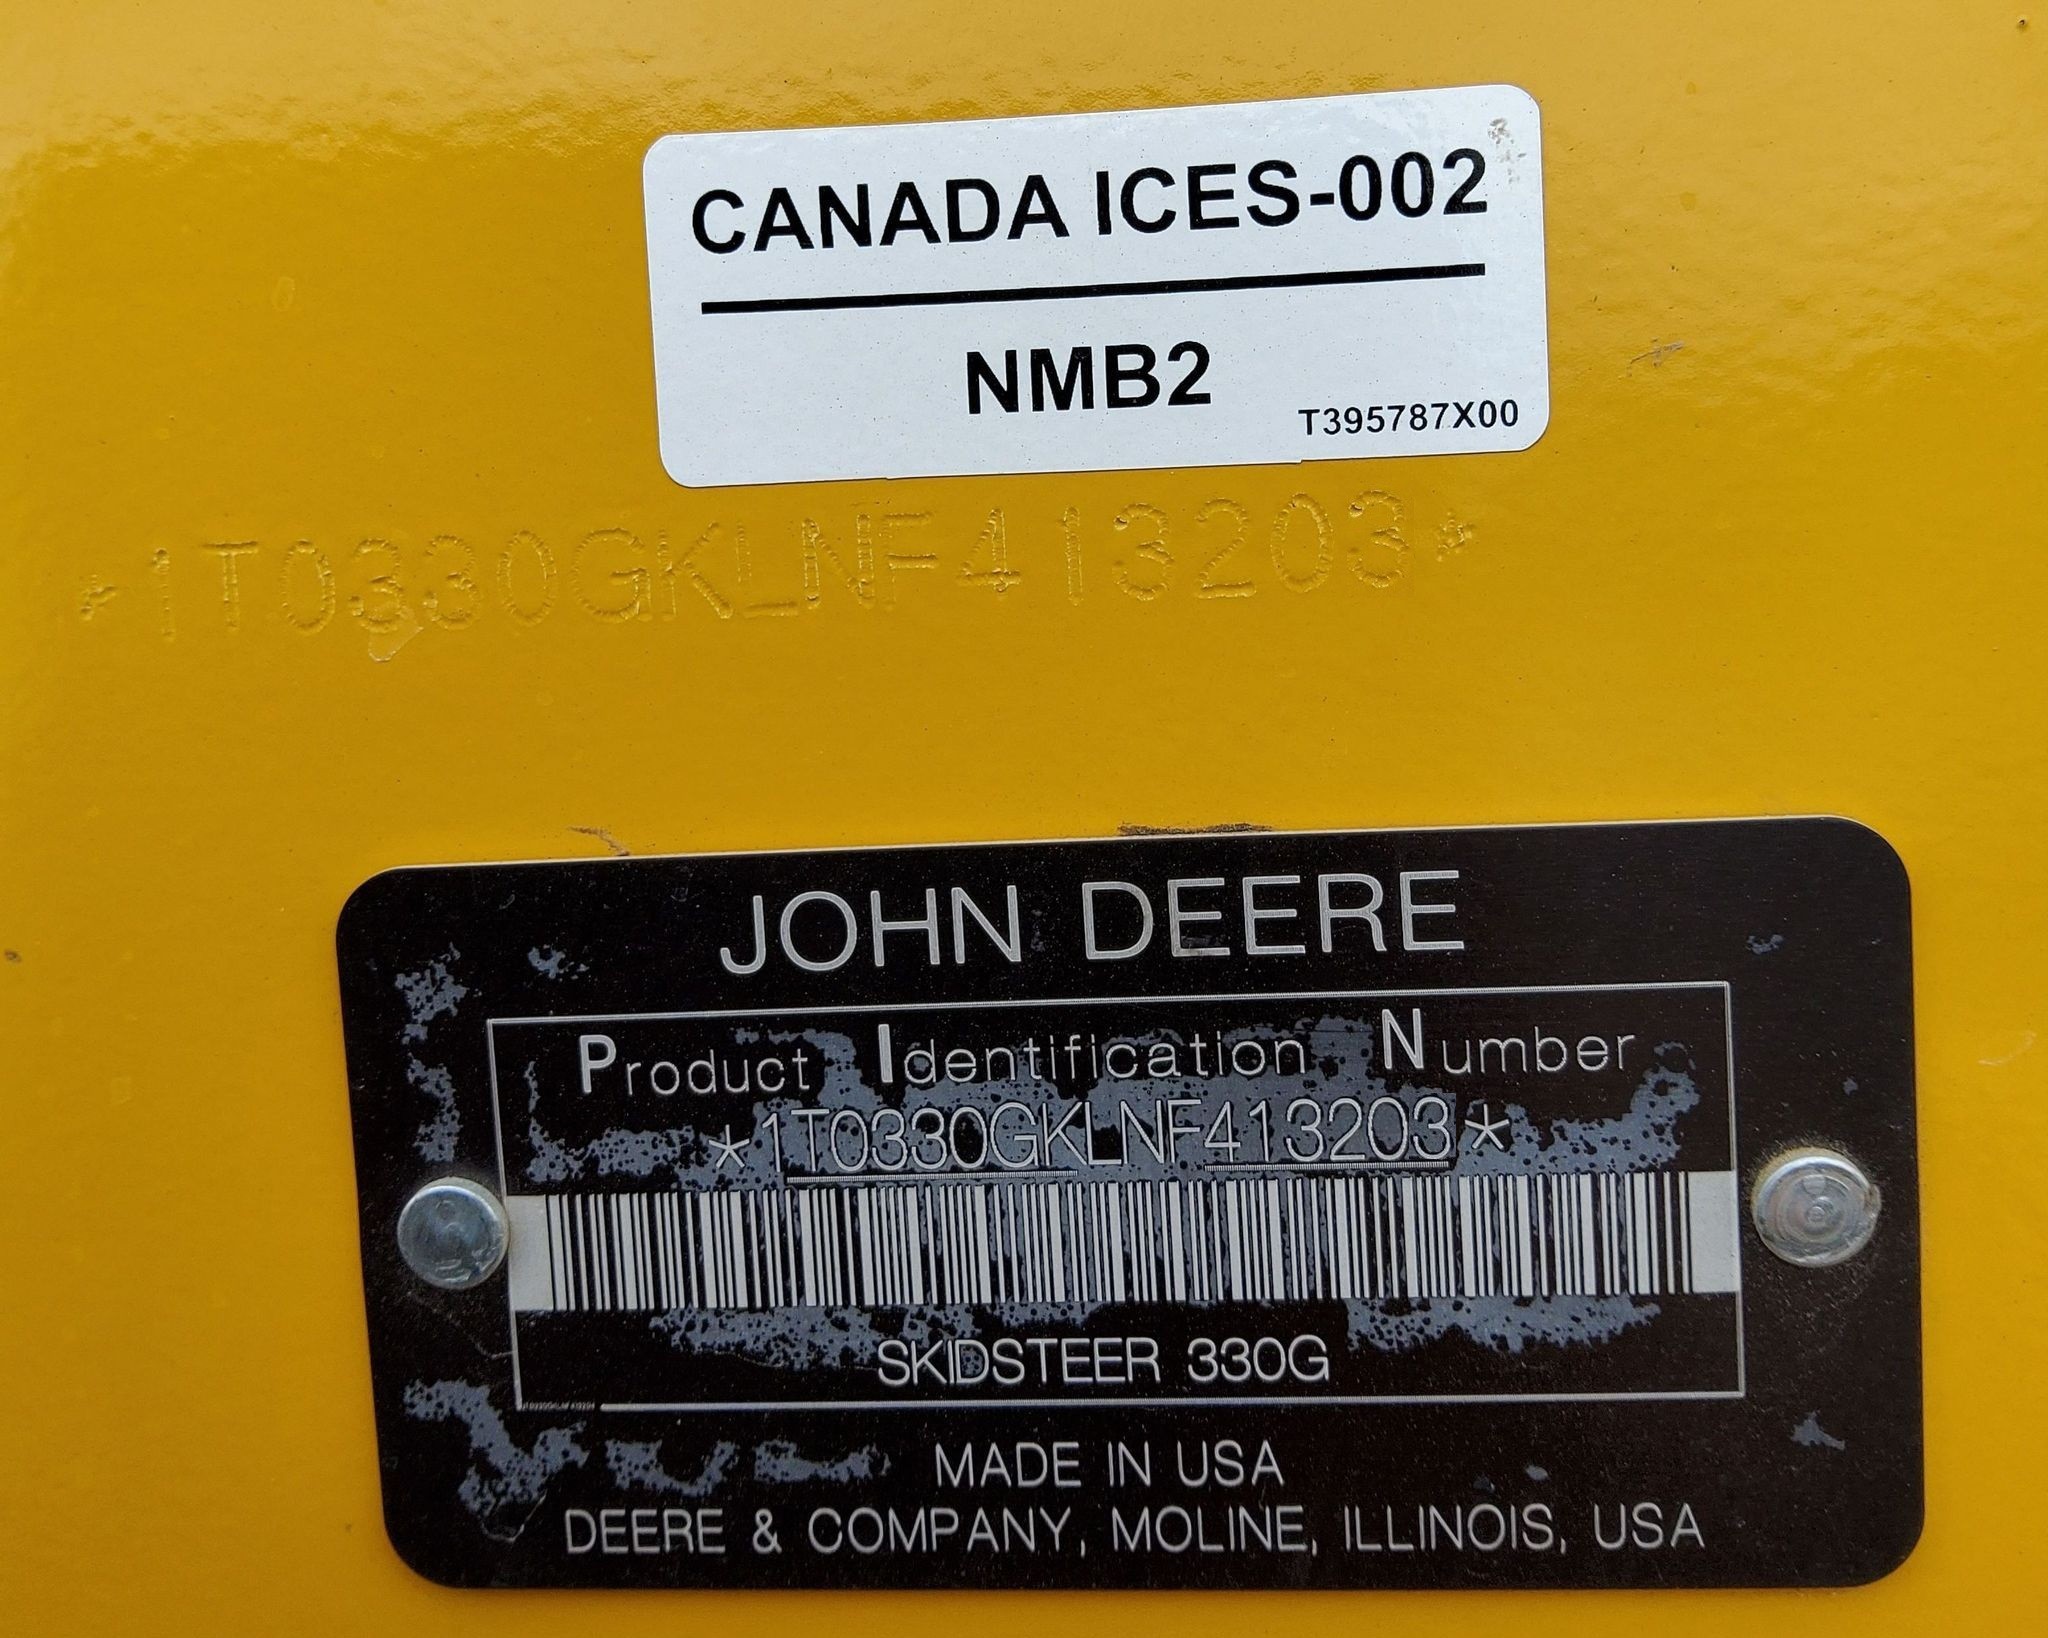 CANADA ICES-002
NMB2
T395787X00
*1T0330GKLNF413203*
JOHN DEERE
Product Identification Number
*1T0330GKLNF413203*
SKIDSTEER 330G
MADE IN USA
DEERE & COMPANY, MOLINE, ILLINOIS, USA